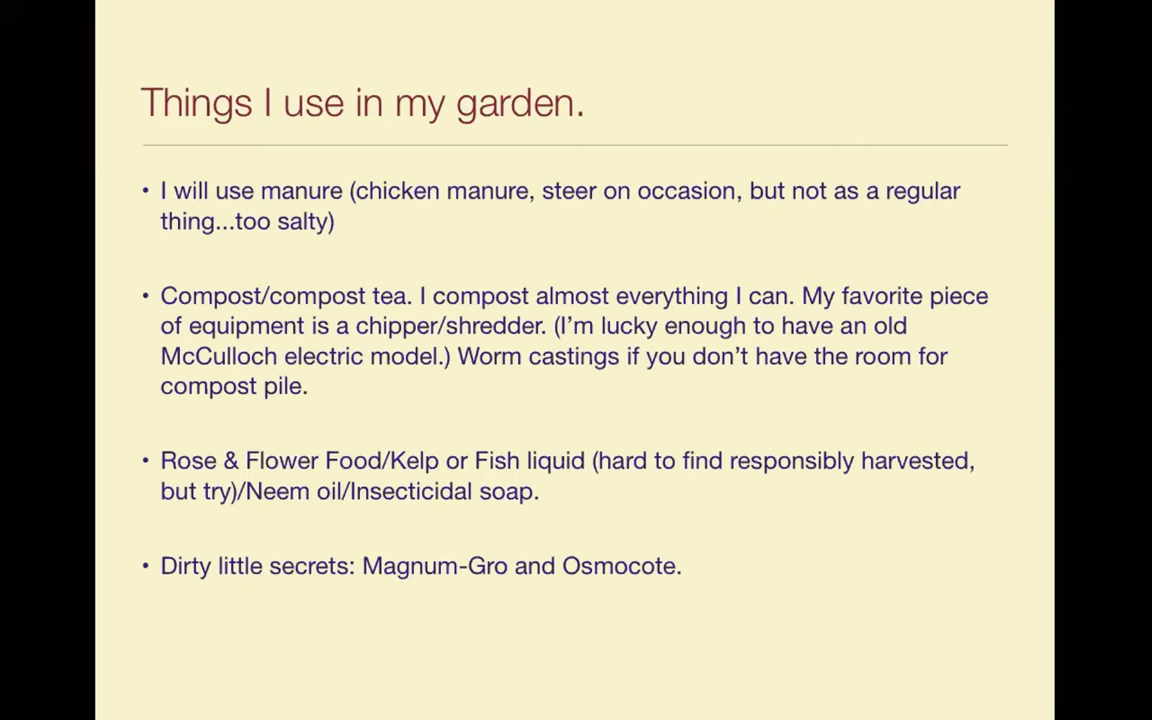 Things I use in my garden.
• I will use manure (chicken manure, steer on occasion, but not as a regular
thing...too salty)
• Compost/compost tea. I compost almost everything I can. My favorite piece
of equipment is a chipper/shredder. (I’m lucky enough to have an old
McCulloch electric model.) Worm castings if you don’t have the room for
compost pile.
• Rose & Flower Food/Kelp or Fish liquid (hard to find responsibly harvested,
but try)/Neem oil/Insecticidal soap.
• Dirty little secrets: Magnum-Gro and Osmocote.